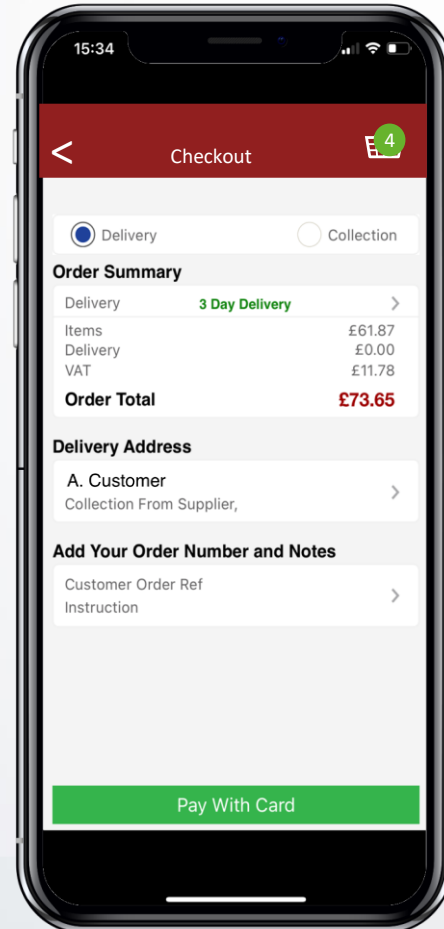 15:34
< Checkout 4
Delivery Collection
Order Summary
Delivery 3 Day Delivery >
Items £61.87
Delivery £0.00
VAT £11.78
Order Total £73.65
Delivery Address
A. Customer
Collection From Supplier, >
Add Your Order Number and Notes
Customer Order Ref
Instruction >
Pay With Card